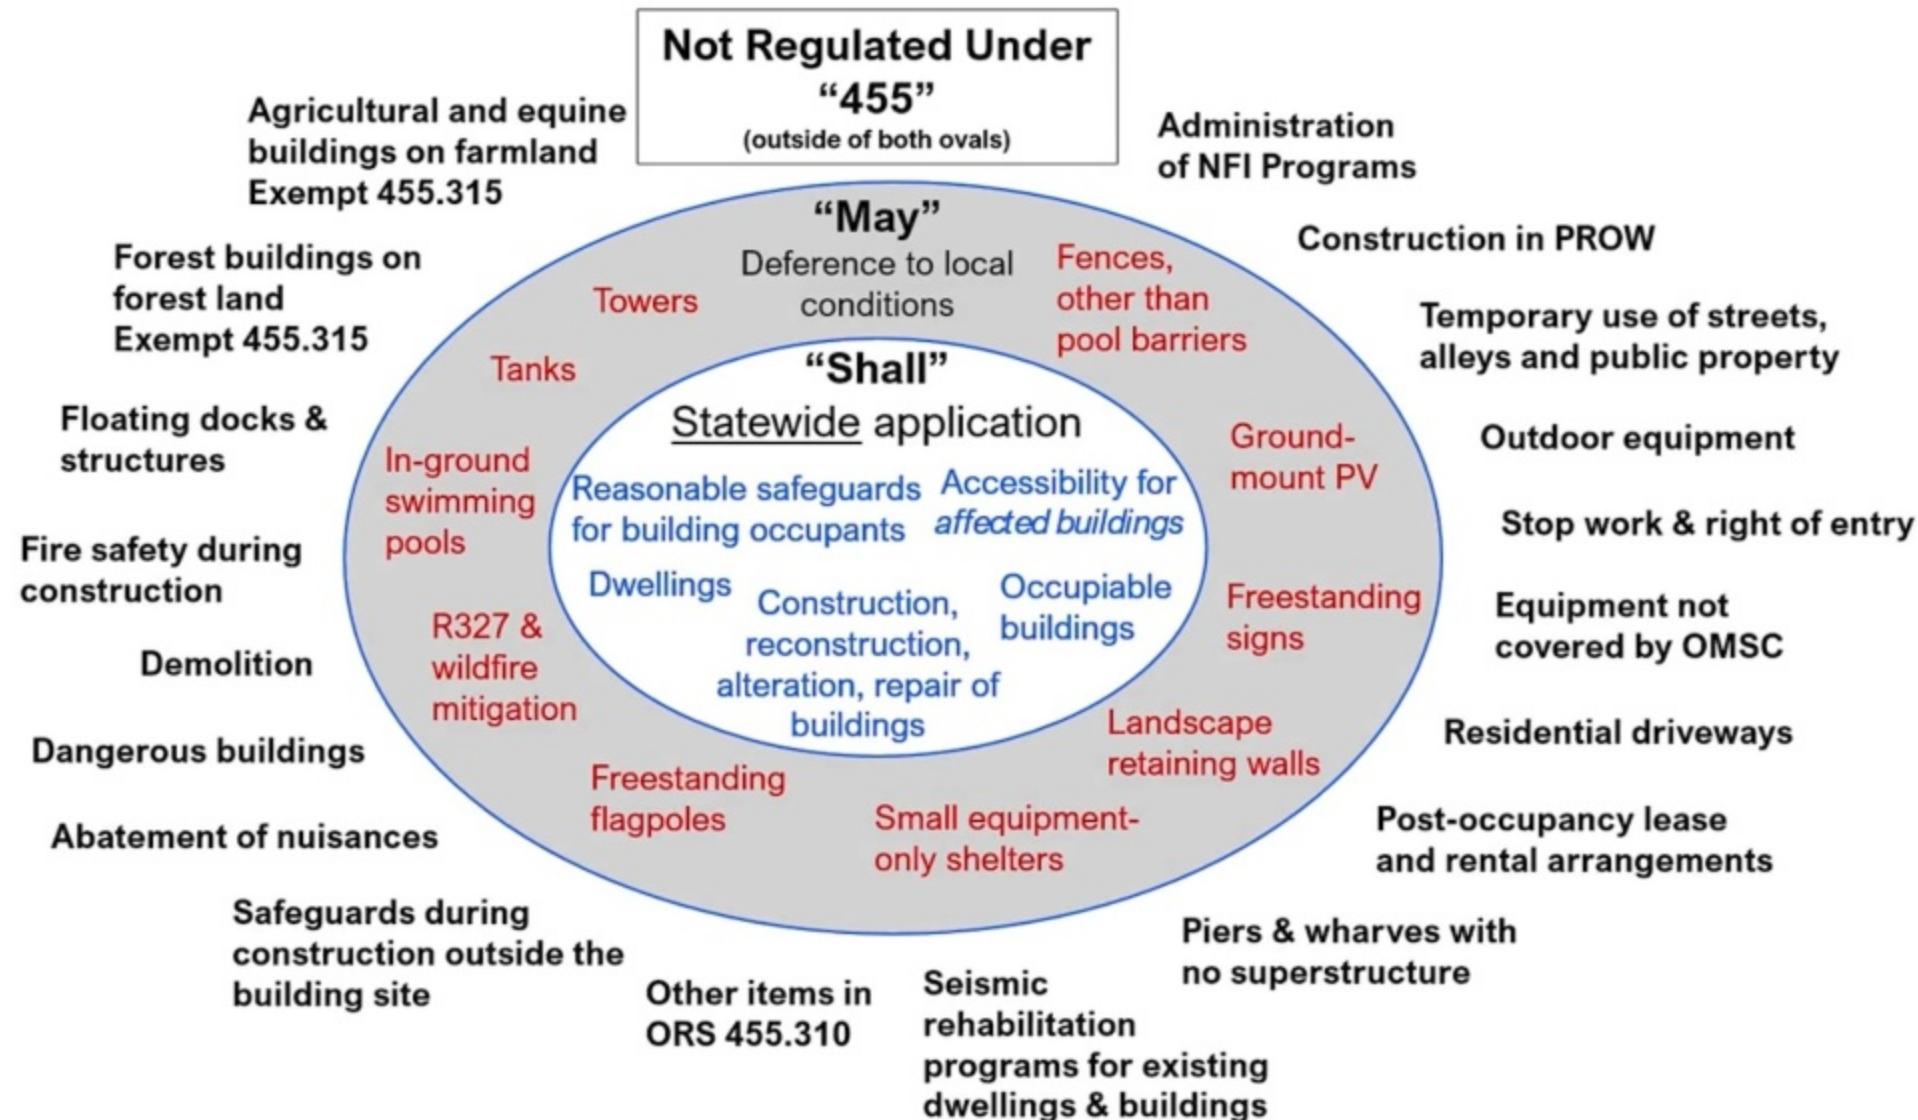 Not Regulated Under
“455”
(outside of both ovals)
Agricultural and equine
buildings on farmland
Exempt 455.315
Forest buildings on
forest land
Exempt 455.315
Floating docks &
structures
Fire safety during
construction
Demolition
Dangerous buildings
Abatement of nuisances
Safeguards during
construction outside the
building site
Other items in
ORS 455.310
Seismic
rehabilitation
programs for existing
dwellings & buildings
Piers & wharves with
no superstructure
Post-occupancy lease
and rental arrangements
Residential driveways
Equipment not
covered by OMSC
Stop work & right of entry
Outdoor equipment
Temporary use of streets,
alleys and public property
Construction in PROW
Administration
of NFI Programs
“May”
Deference to local
conditions
Towers
Tanks
In-ground
swimming
pools
R327 &
wildfire
mitigation
Freestanding
flagpoles
Small equipment-
only shelters
Landscape
retaining walls
Freestanding
signs
Ground-
mount PV
Fences,
other than
pool barriers
“Shall”
Statewide application
Reasonable safeguards
for building occupants
Accessibility for
affected buildings
Dwellings
Construction,
reconstruction,
alteration, repair of
buildings
Occupiable
buildings